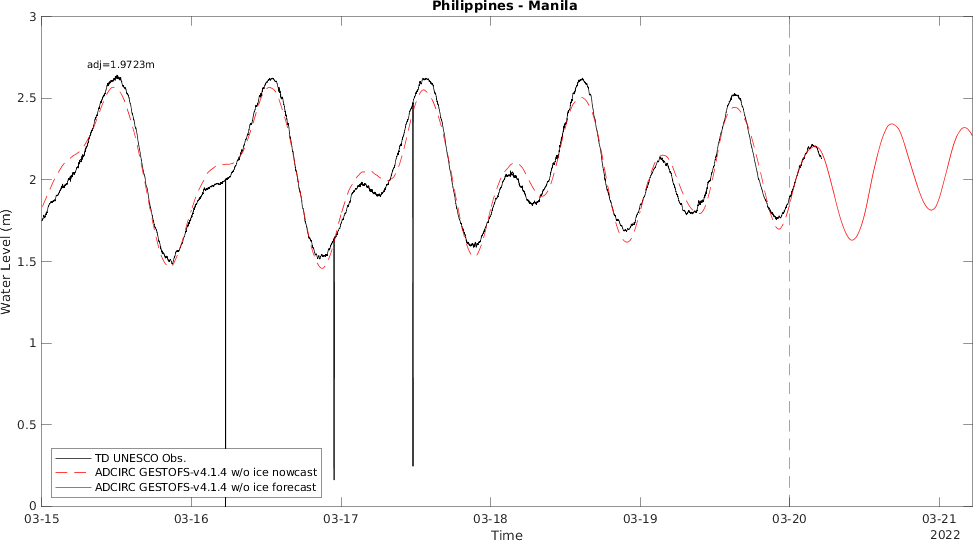 Philippines - Manila
3
adj=1.9723m
2.5
2
Water Level (m)
1.5
1
0.5
TD UNESCO Obs.
ADCIRC GESTOFS-v4.1.4 w/o ice nowcast
ADCIRC GESTOFS-v4.1.4 w/o ice forecast
0
03-15 03-16 03-17 03-18 03-19 03-20 03-21
Time
2022